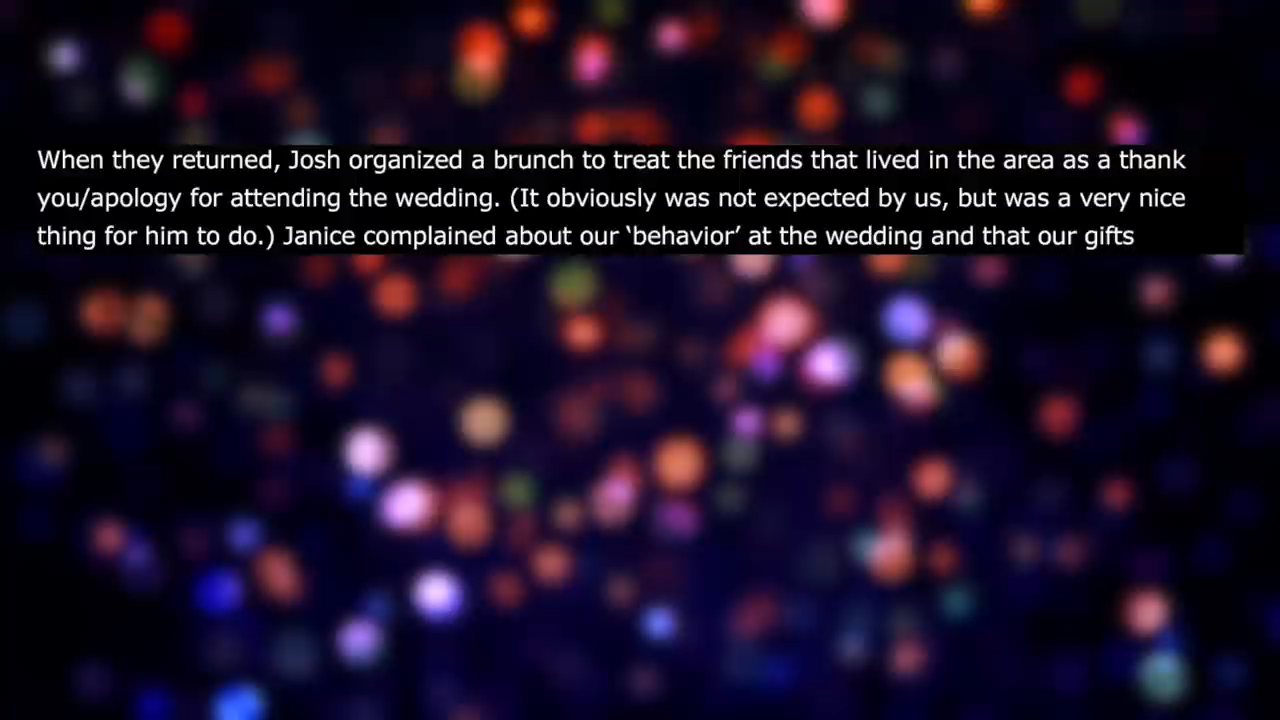 When they returned, Josh organized a brunch to treat the friends that lived in the area as a thank
you/apology for attending the wedding. (It obviously was not expected by us, but was a very nice
thing for him to do.) Janice complained about our ‘behavior’ at the wedding and that our gifts